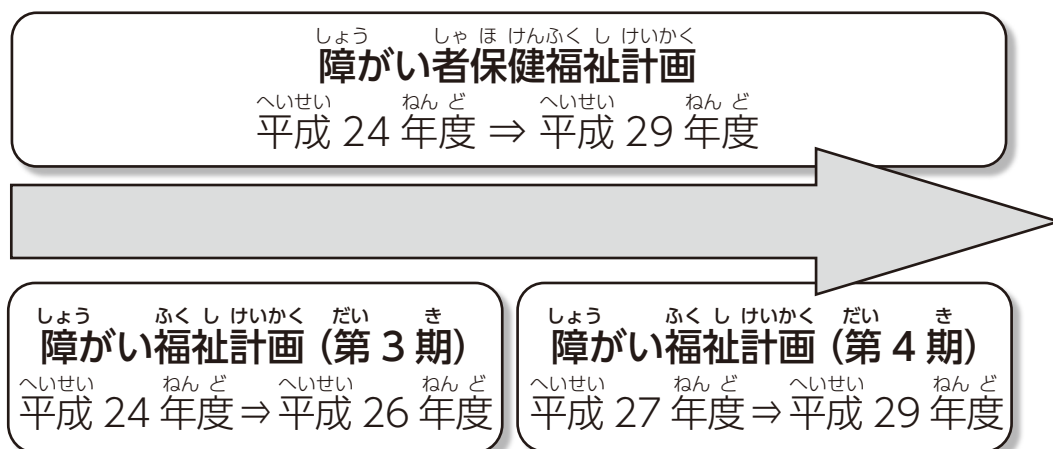 しょう しゃ ほ けんふく し けいかく
障がい者保健福祉計画
へいせい ねん ど へいせい ねん ど
平成 24 年度 ⇒ 平成 29 年度
しょう ふく し けいかく だい き
障がい福祉計画（第 3 期）
へいせい ねん ど へいせい ねん ど
平成 24 年度⇒平成 26 年度
しょう ふく し けいかく だい き
障がい福祉計画（第 4 期）
へいせい ねん ど へいせい ねん ど
平成 27 年度⇒平成 29 年度